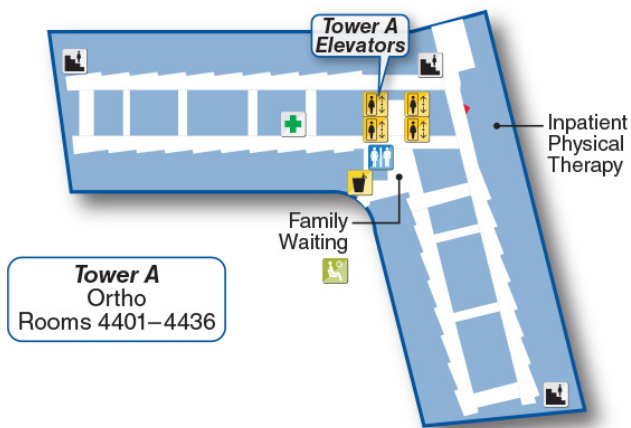 Tower A
Elevators
Inpatient
Physical
Therapy
Family
Waiting
Tower A
Ortho
Rooms 4401–4436